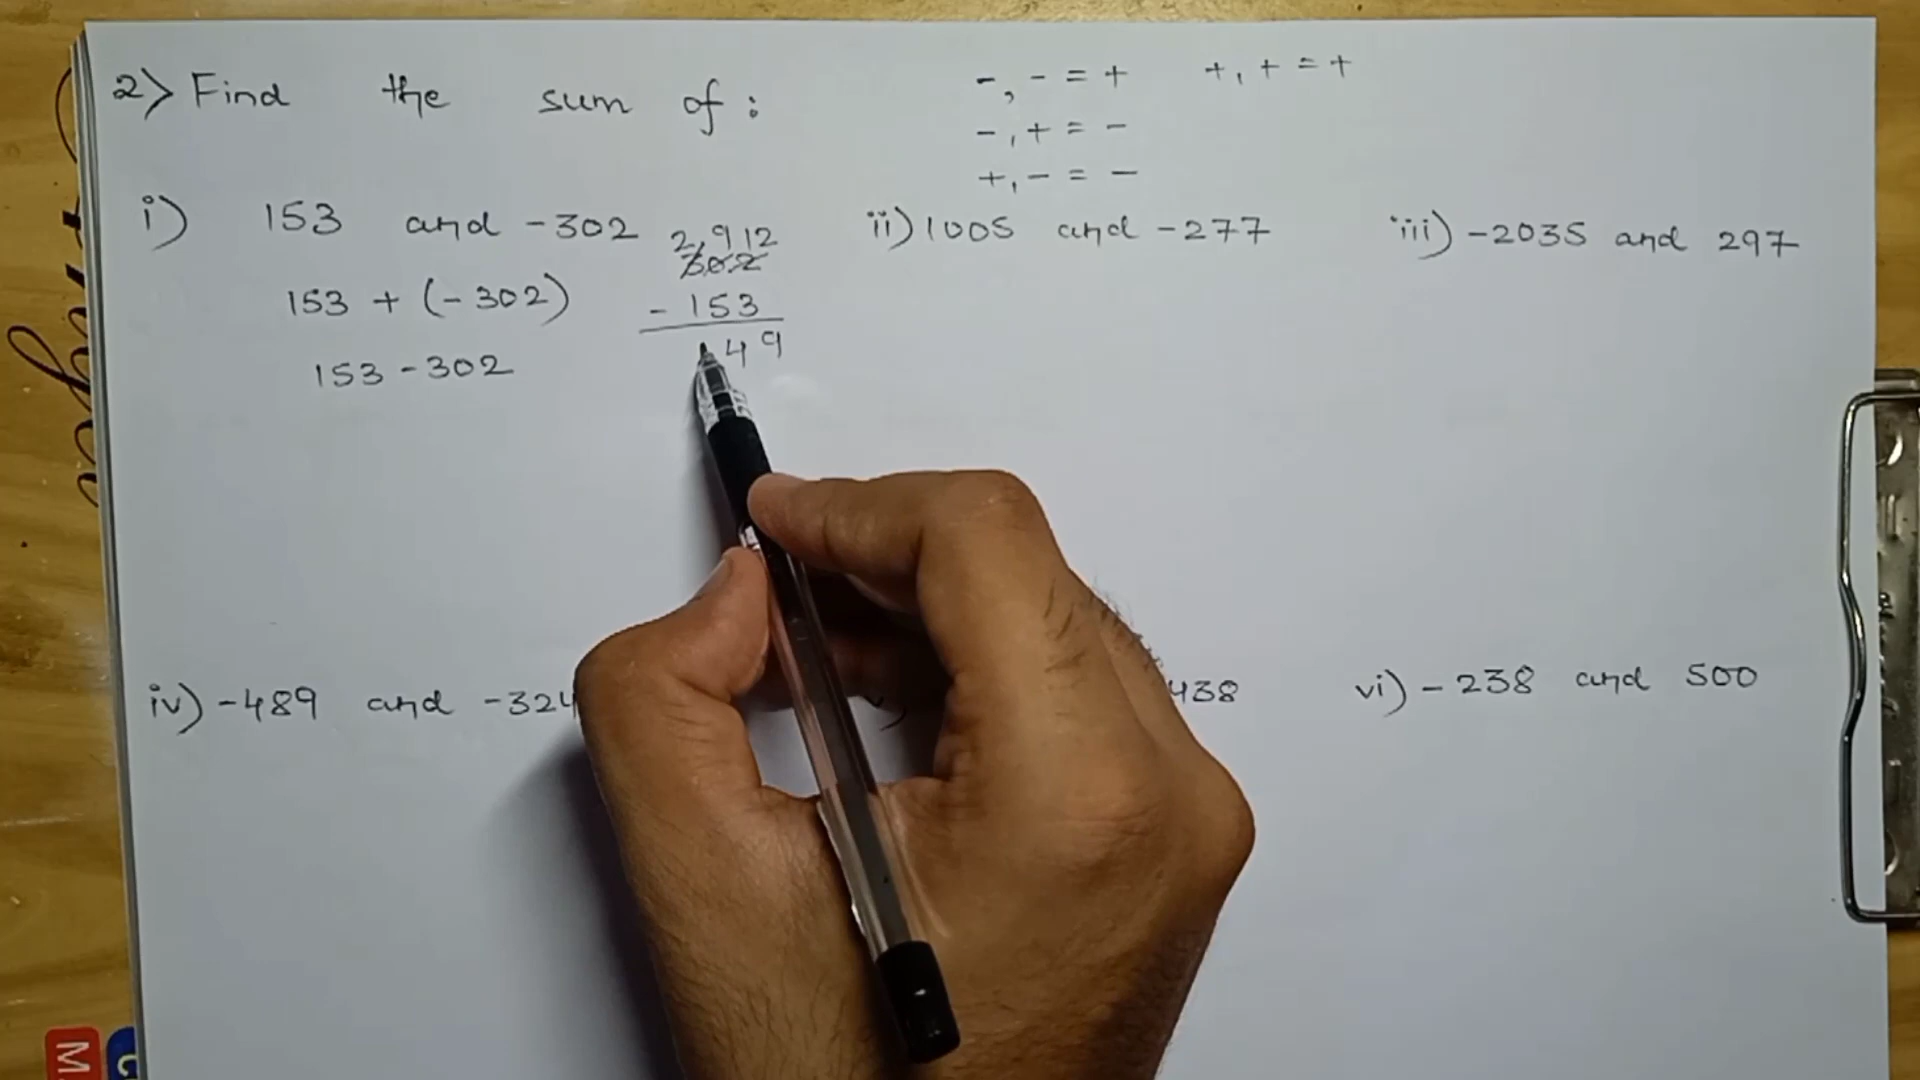 2> Find the sum of :
-, - = + +, + = +
-, + = -
+, - = -
i) 153 and -302
2, 9 12
302
- 153
49
153 + (-302)
153 - 302
ii) 1005 and -277
iii) -2035 and 297
iv) -489 and -324
438
vi) -238 and 500